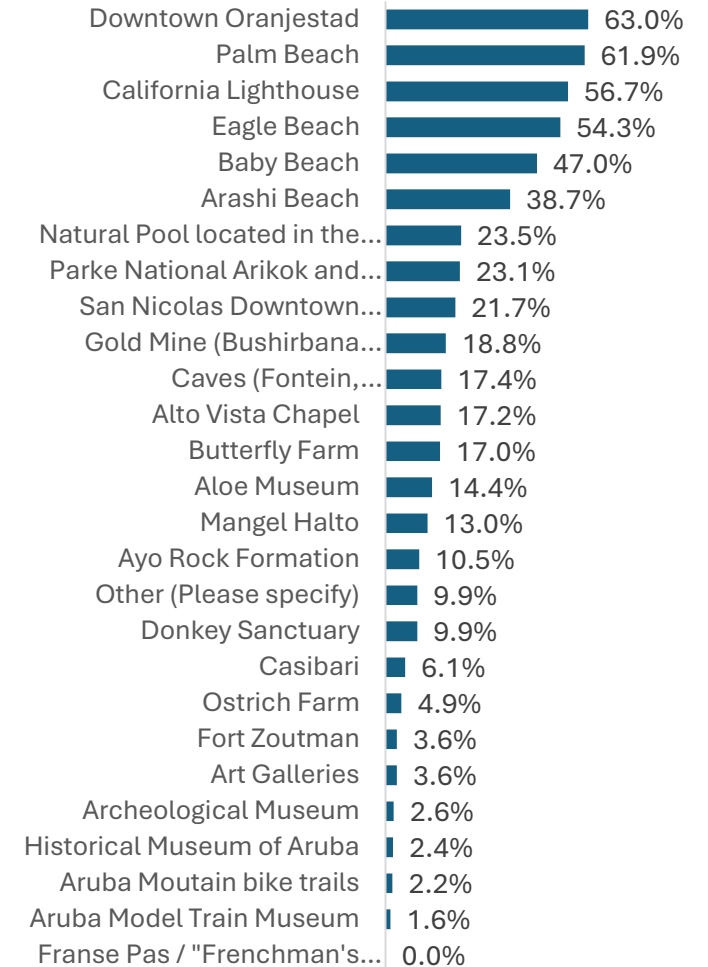 Downtown Oranjestad 63.0%
Palm Beach 61.9%
California Lighthouse 56.7%
Eagle Beach 54.3%
Baby Beach 47.0%
Arashi Beach 38.7%
Natural Pool located in the... 23.5%
Parke National Arikok and... 23.1%
San Nicolas Downtown... 21.7%
Gold Mine (Bushirbana... 18.8%
Caves (Fontein,... 17.4%
Alto Vista Chapel 17.2%
Butterfly Farm 17.0%
Aloe Museum 14.4%
Mangel Halto 13.0%
Ayo Rock Formation 10.5%
Other (Please specify) 9.9%
Donkey Sanctuary 9.9%
Casibari 6.1%
Ostrich Farm 4.9%
Fort Zoutman 3.6%
Art Galleries 3.6%
Archeological Museum 2.6%
Historical Museum of Aruba 2.4%
Aruba Moutain bike trails 2.2%
Aruba Model Train Museum 1.6%
Franse Pas / "Frenchman's... 0.0%